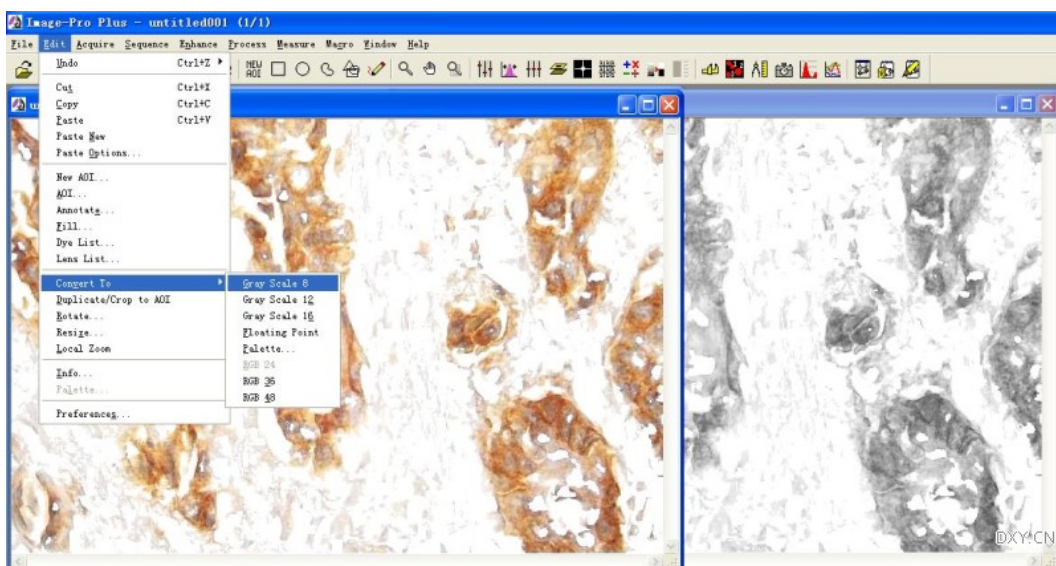 Image-Pro Plus - untitled001 (1/1)
File Edit Acquire Sequence Enhance Process Measure Macro Window Help
NEW AOI
Undo Ctrl+Z
Cut Ctrl+X
Copy Ctrl+C
Paste Ctrl+V
Paste New
Paste Options...
New AOI...
AOI...
Annotate...
Fill...
Dye List...
Lens List...
Convert To
Gray Scale 8
Duplicate/Crop to AOI
Gray Scale 12
Rotate...
Gray Scale 16
Resize...
Floating Point
Local Zoom
Palette...
Info...
RGB 24
Palette...
RGB 36
RGB 48
Preferences...
DXY.CN